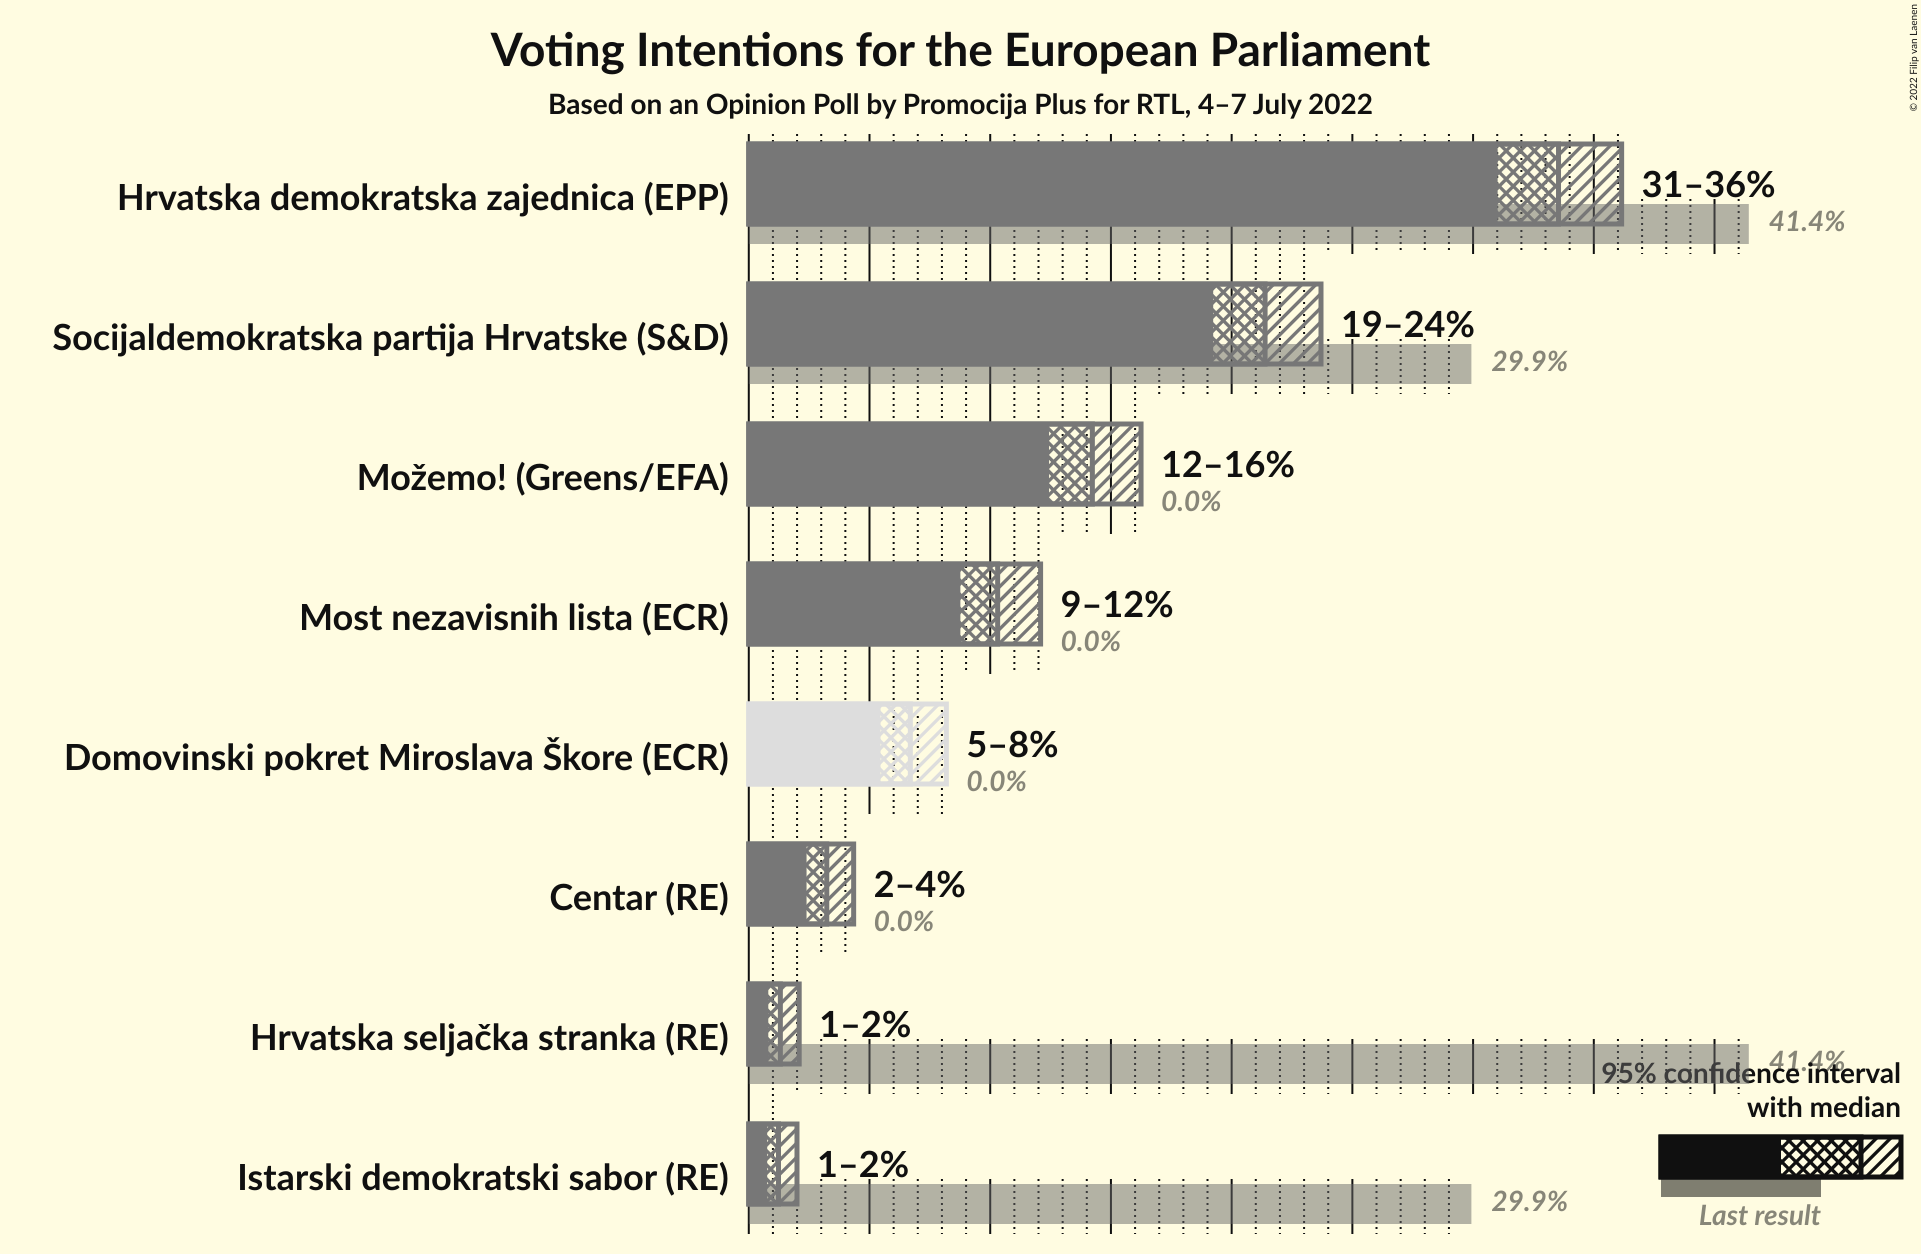 Voting Intentions for the European Parliament
Based on an Opinion Poll by Promocija Plus for RTL, 4–7 July 2022
© 2022 Filip van Laenen
Hrvatska demokratska zajednica (EPP)
31–36%
41.4%
Socijaldemokratska partija Hrvatske (S&D)
19–24%
29.9%
Možemo! (Greens/EFA)
12–16%
0.0%
Most nezavisnih lista (ECR)
9–12%
0.0%
Domovinski pokret Miroslava Škore (ECR)
5–8%
0.0%
Centar (RE)
2–4%
0.0%
Hrvatska seljačka stranka (RE)
1–2%
41.4%
Istarski demokratski sabor (RE)
1–2%
29.9%
95% confidence interval
with median
Last result